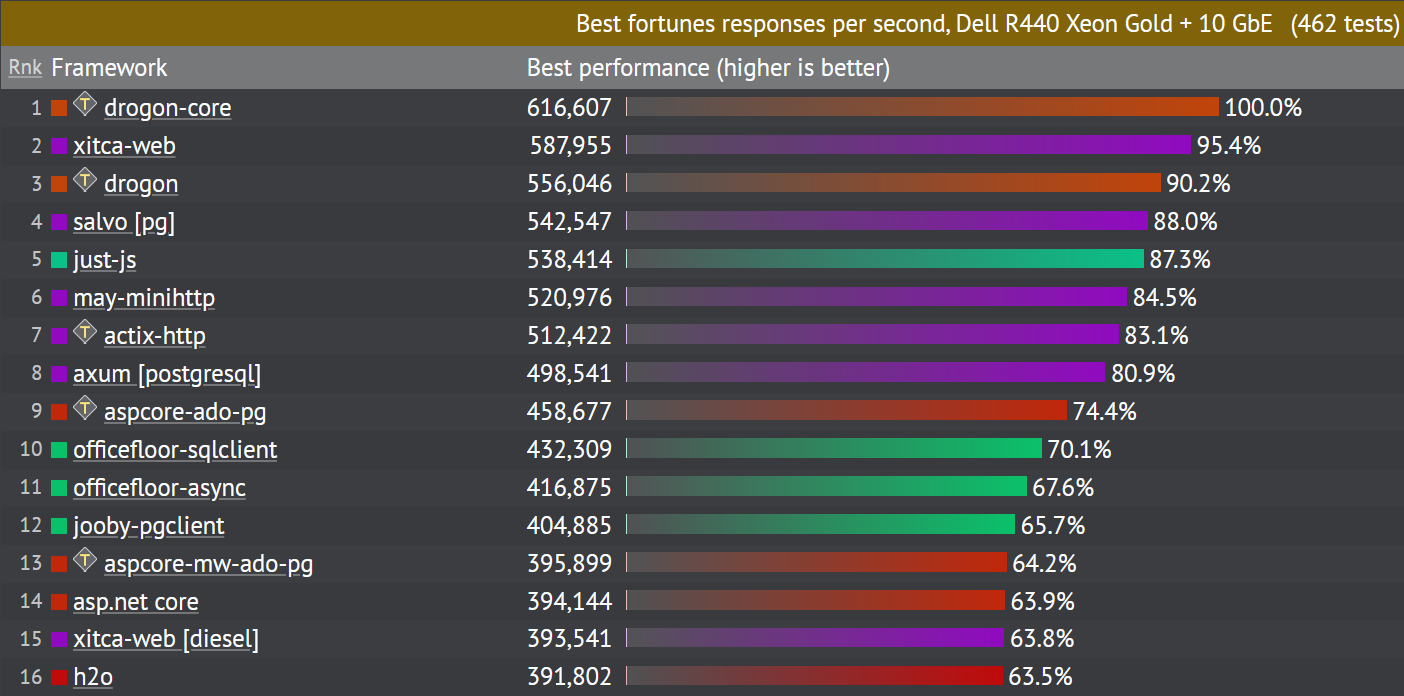 Best fortunes responses per second, Dell R440 Xeon Gold + 10 GbE (462 tests)
Rnk Framework Best performance (higher is better)
1 T drogon-core 616,607 100.0%
2 xitca-web 587,955 95.4%
3 T drogon 556,046 90.2%
4 salvo [pg] 542,547 88.0%
5 just-js 538,414 87.3%
6 may-minihttp 520,976 84.5%
7 T actix-http 512,422 83.1%
8 axum [postgresql] 498,541 80.9%
9 T aspcore-ado-pg 458,677 74.4%
10 officefloor-sqlclient 432,309 70.1%
11 officefloor-async 416,875 67.6%
12 jooby-pgclient 404,885 65.7%
13 T aspcore-mw-ado-pg 395,899 64.2%
14 asp.net core 394,144 63.9%
15 xitca-web [diesel] 393,541 63.8%
16 h2o 391,802 63.5%